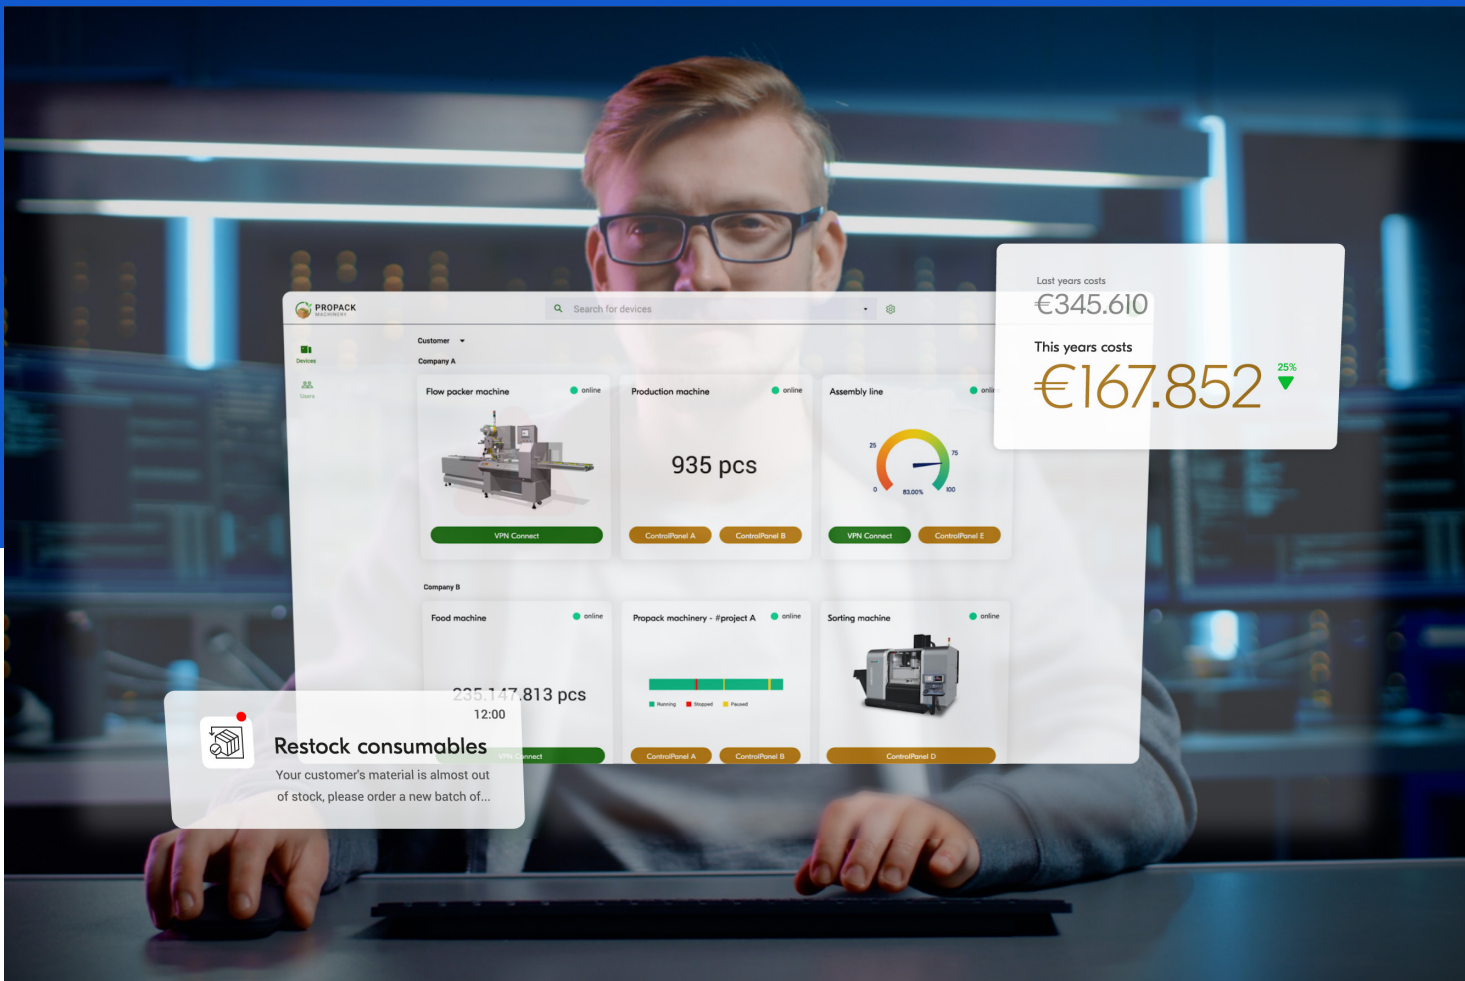 PROPACK
MACHINERY
Search for devices
Devices
Users
Customer
Company A
Flow packer machine
online
VPN Connect
Production machine
online
935 pcs
ControlPanel A
ControlPanel B
Assembly line
onlin
25
75
0
83.00%
100
VPN Connect
ControlPanel E
Last years costs
€345.610
This years costs
€167.852
25%
Company B
Food machine
online
235.147.813 pcs
12:00
VPN Connect
Propack machinery - #project A
online
Running
Stopped
Paused
ControlPanel A
ControlPanel B
Sorting machine
online
ControlPanel D
Restock consumables
Your customer's material is almost out
of stock, please order a new batch of...